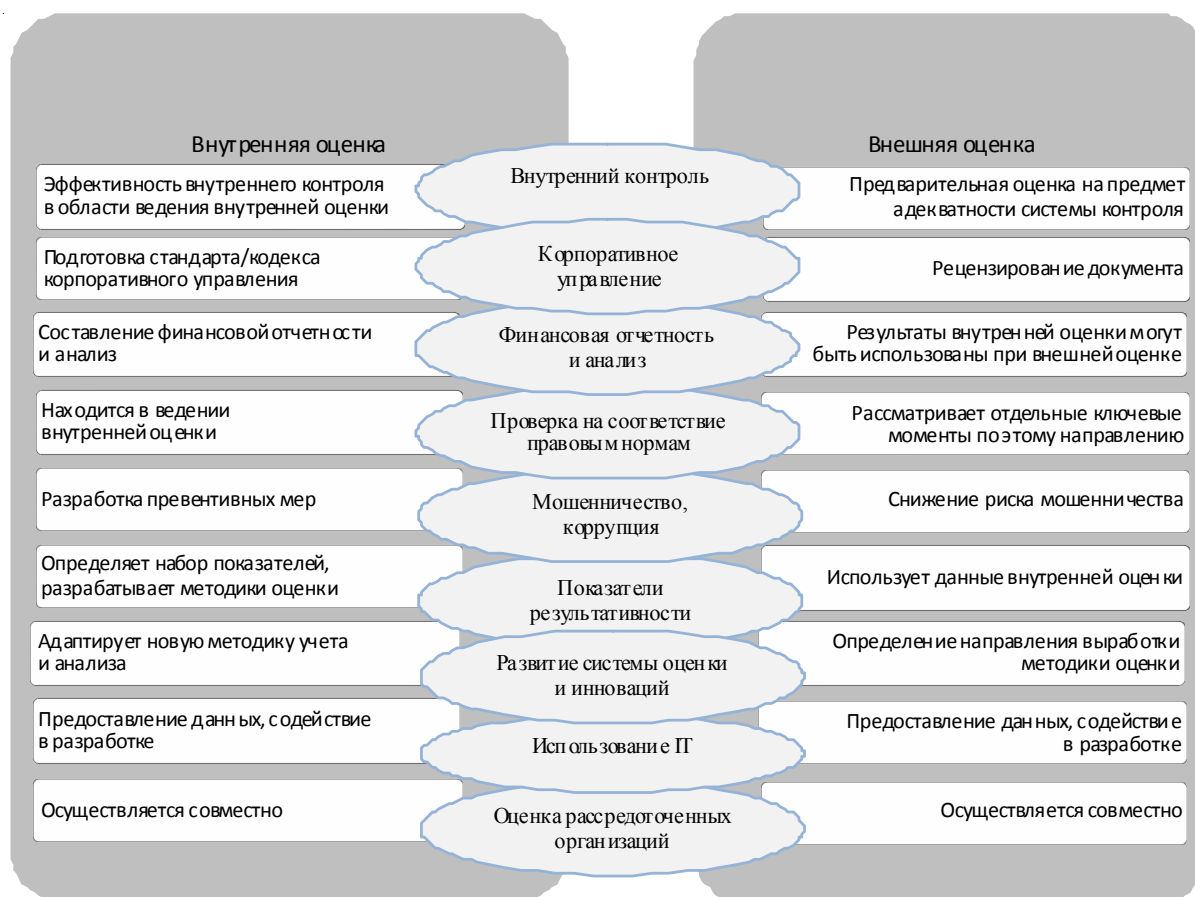 Внутренняя оценка
Внешняя оценка
Эффективность внутреннего контроля
в области ведения внутренней оценки
Внутренний контроль
Предварительная оценка на предмет
адекватности системы контроля
Подготовка стандарта/кодекса
корпоративного управления
Корпоративное
управление
Рецензирование документа
Составление финансовой отчетности
и анализ
Финансовая отчетность
и анализ
Результаты внутренней оценки могут
быть использованы при внешней оценке
Находится в ведении
внутренней оценки
Проверка на соответствие
правовым нормам
Рассматривает отдельные ключевые
моменты по этому направлению
Разработка превентивных мер
Мошенничество,
коррупция
Снижение риска мошенничества
Определяет набор показателей,
разрабатывает методики оценки
Показатели
результативности
Использует данные внутренней оценки
Адаптирует новую методику учета
и анализа
Развитие системы оценки
и инноваций
Определение направления выработки
методики оценки
Предоставление данных, содействие
в разработке
Использование IT
Предоставление данных, содействие
в разработке
Осуществляется совместно
Оценка рассредоточенных
организаций
Осуществляется совместно